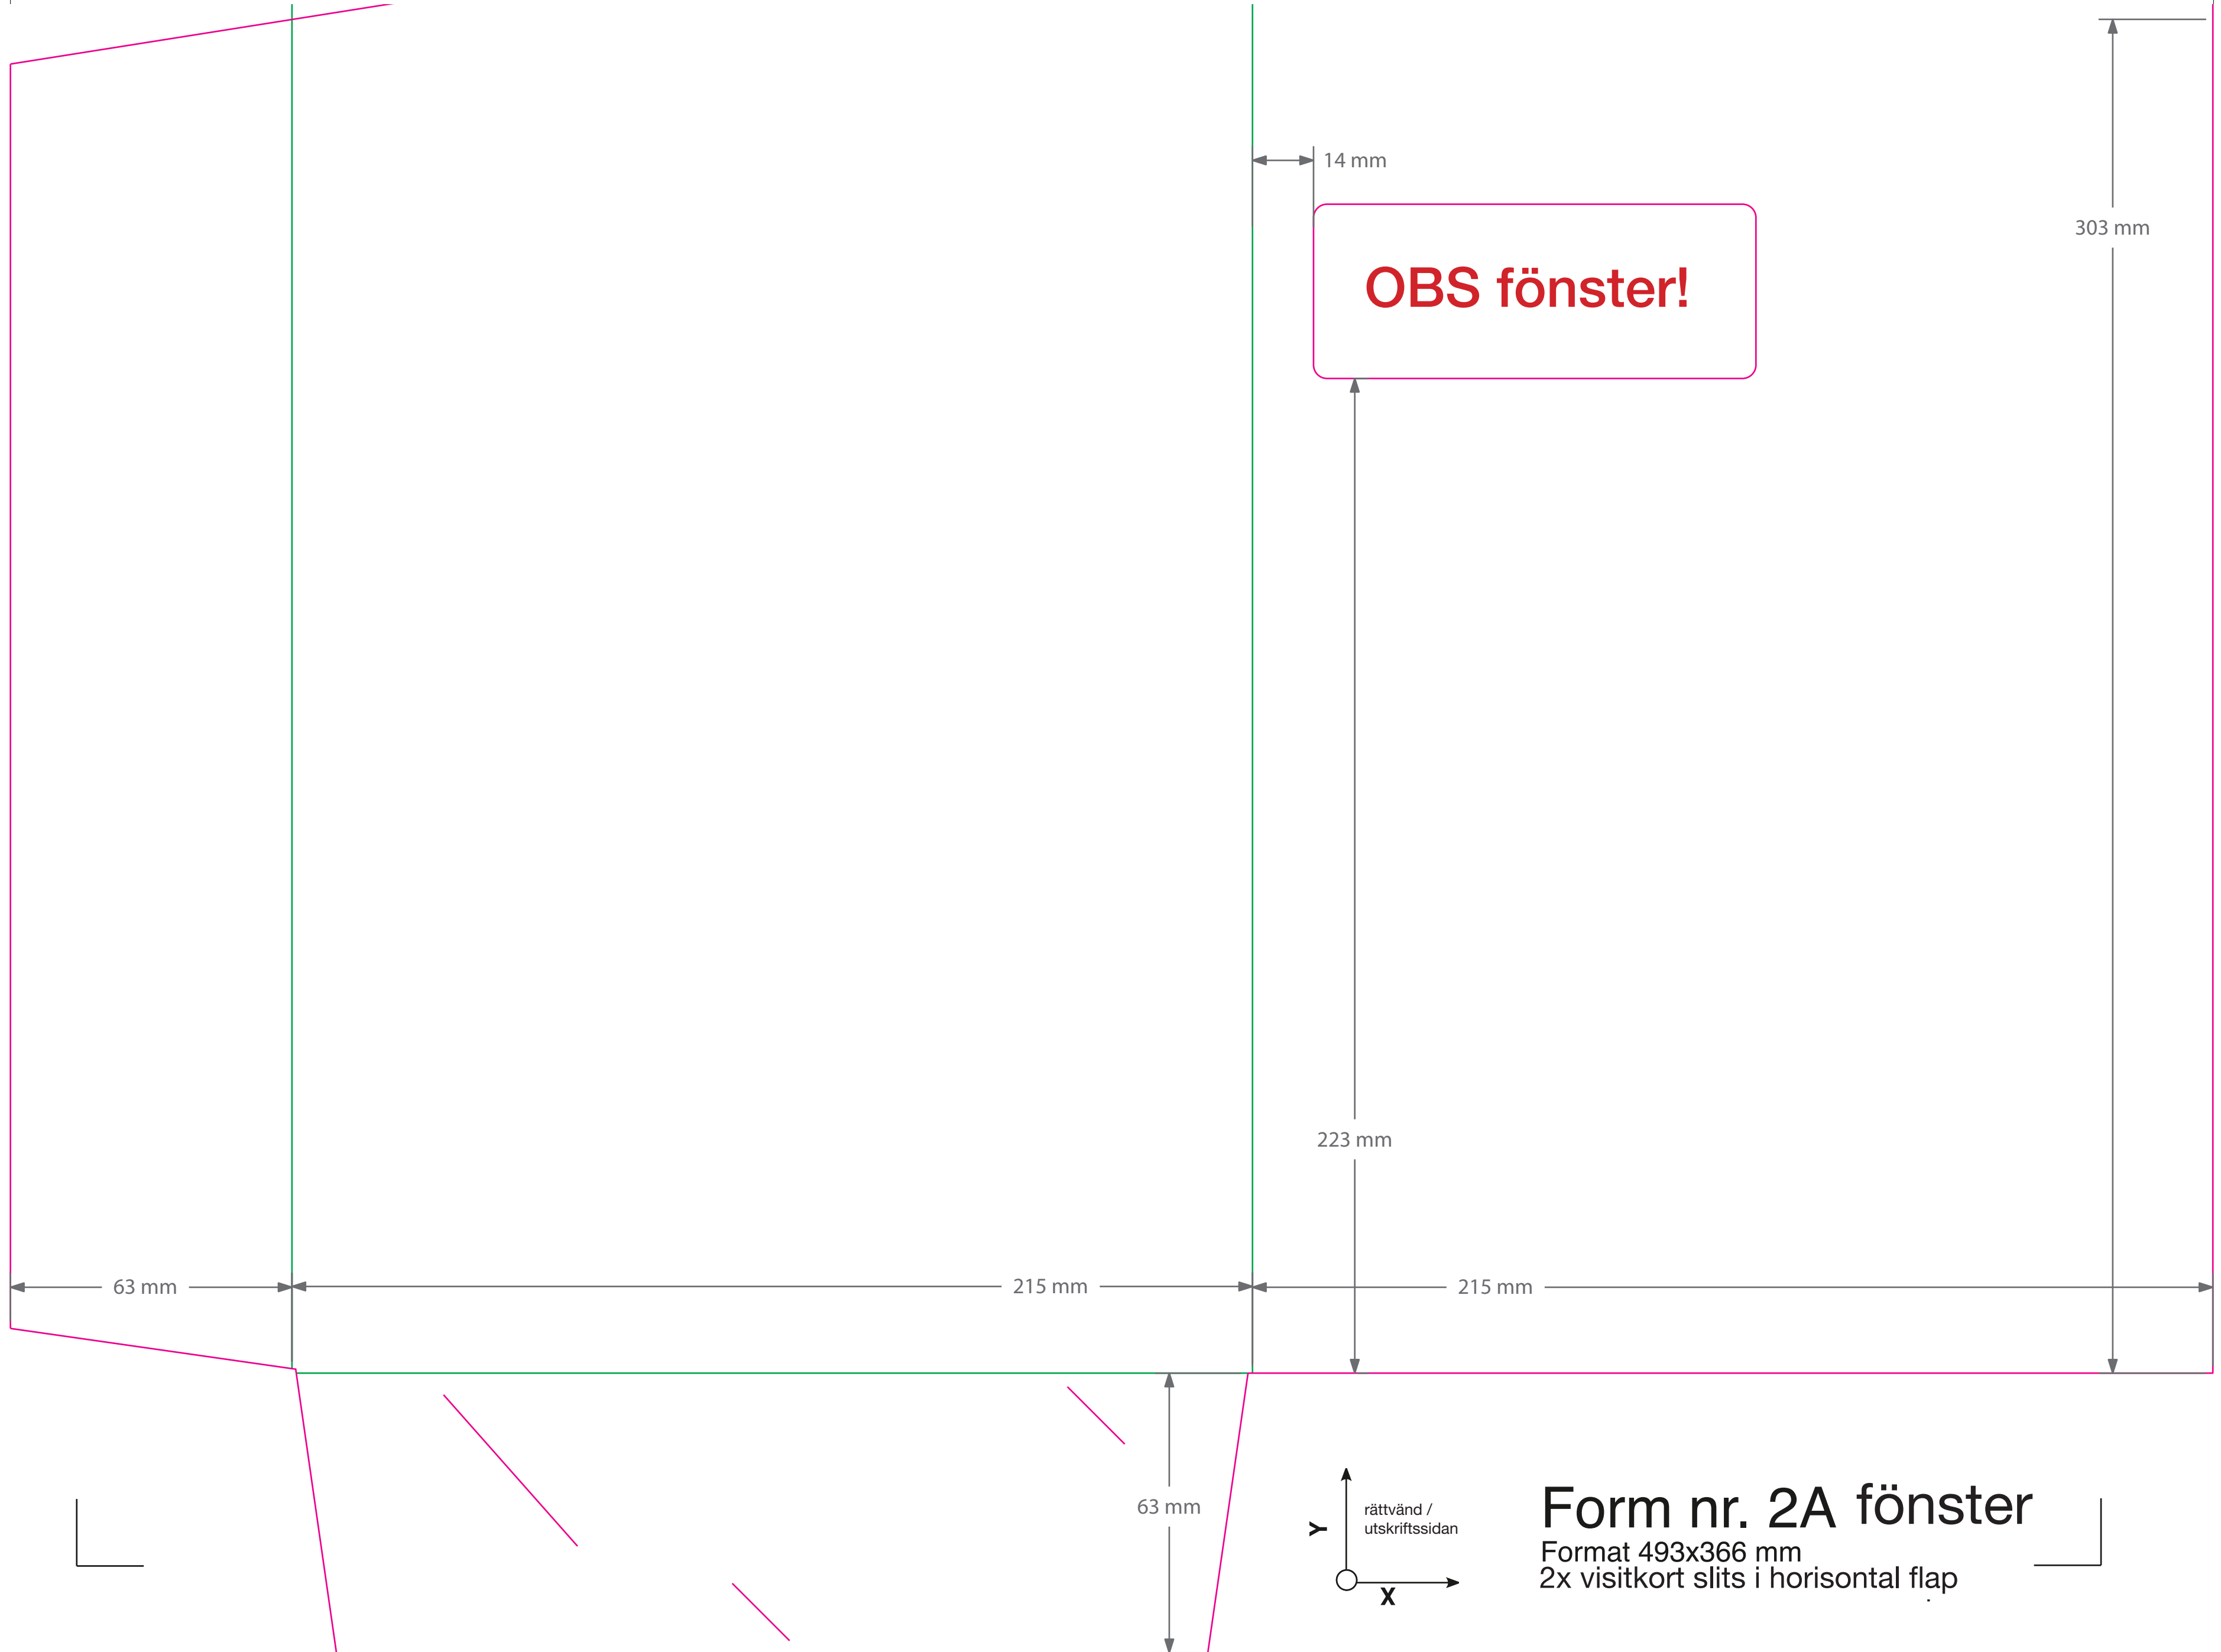 14 mm
303 mm
OBS fönster!
223 mm
63 mm
215 mm
215 mm
63 mm
Y
rättvänd /
utskriftssidan
X
Form nr. 2A fönster
Format 493x366 mm
2x visitkort slits i horisontal flap